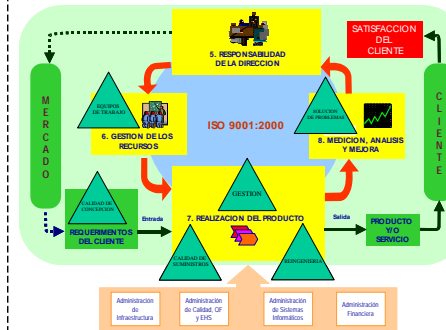 5. RESPONSABILIDAD
DE LA DIRECCION
SATISFACCION
DEL
CLIENTE
MERCADO
CLIENTE
EQUIPOS
DE TRABAJO
6. GESTION DE LOS
RECURSOS
ISO 9001:2000
SOLUCION
DE PROBLEMAS
8. MEDICION, ANALISIS
Y MEJORA
GESTION
CALIDAD DE
CONCEPCION
REQUERIMENTOS
DEL CLIENTE
Entrada
7. REALIZACION DEL PRODUCTO
Salida
PRODUCTO
Y/O
SERVICIO
CALIDAD DE
SUMINISTROS
REINGENIERIA
Administración
de
Infraestructura
Administración
de Calidad, OF
y EHS
Administración
de Sistemas
Informáticos
Administración
Financiera